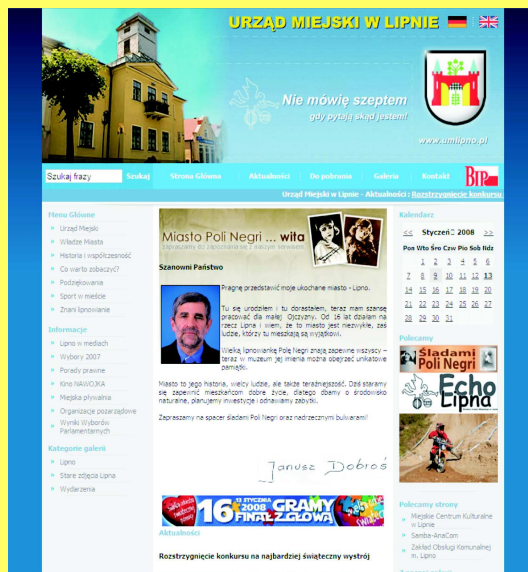 URZĄD MIEJSKI W LIPNIE
Nie mówię szeptem
gdy pytają skąd jestem!
www.umlipno.pl
Szukaj frazy
Szukaj
Strona Główna
Aktualności
Do pobrania
Galeria
Kontakt
BIP
Urząd Miejski w Lipnie - Aktualności : Rozstrzygnięcie konkursu
Menu Główne
Urząd Miejski
Władze Miasta
Historia i współczesność
Co warto zobaczyć?
Podziękowania
Sport w mieście
Znani lipnowianie
Informacje
Lipno w mediach
Wybory 2007
Porady prawne
Kino NAWOJKA
Miejska pływalnia
Organizacje pozarządowe
Wyniki Wyborów
Parlamentarnych
Kategorie galerii
Lipno
Stare zdjęcia Lipna
Wydarzenia
Miasto Poli Negri ... wita
zapraszamy do zapoznania się z naszym serwisem
Szanowni Państwo
Pragnę przedstawić moje ukochane miasto - Lipno.
Tu się urodziłem i tu dorastałem, teraz mam szansę
pracować dla małej Ojczyzny. Od 16 lat działam na
rzecz Lipna i wiem, że to miasto jest niezwykłe, zaś
ludzie, którzy tu mieszkają są wyjątkowi.
Wielką lipnowiankę Polę Negri znają zapewne wszyscy –
teraz w muzeum jej imienia można obejrzeć unikatowe
pamiątki.
Miasto to jego historia, wielcy ludzie, ale także teraźniejszość. Dziś staramy
się zapewnić mieszkańcom dobre życie, dlatego dbamy o środowisko
naturalne, planujemy inwestycje i odnawiamy zabytki.
Zapraszamy na spacer śladami Poli Negri oraz nadrzecznymi bulwarami!
Janusz Dobroś
16
13 STYCZNIA
2008 GRAMY
FINAŁ Z GŁOWĄ
Aktualności
Rozstrzygnięcie konkursu na najbardziej świąteczny wystrój
Kalendarz
<< Styczeń 2008 >>
Pon Wto Śro Czw Pio Sob Ndz
1 2 3 4 5 6
7 8 9 10 11 12 13
14 15 16 17 18 19 20
21 22 23 24 25 26 27
28 29 30 31
Polecamy
Śladami
Poli Negri
Echo
Lipna
Polecamy strony
Miejskie Centrum Kulturalne
w Lipnie
Samba-AnaCom
Zakład Obsługi Komunalnej
m. Lipno